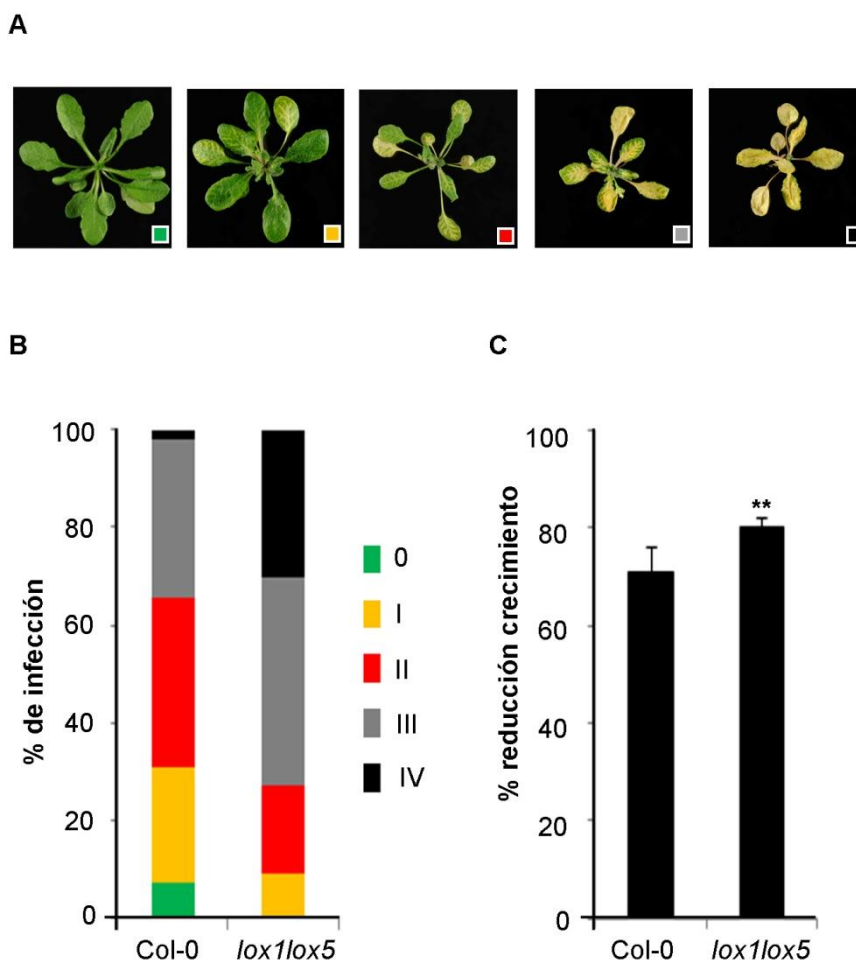 A
B
C
% de infección
100
80
60
40
20
0
Col-0 lox1lox5
0
I
II
III
IV
% reducción crecimiento
100
80
60
40
20
0
**
Col-0 lox1lox5